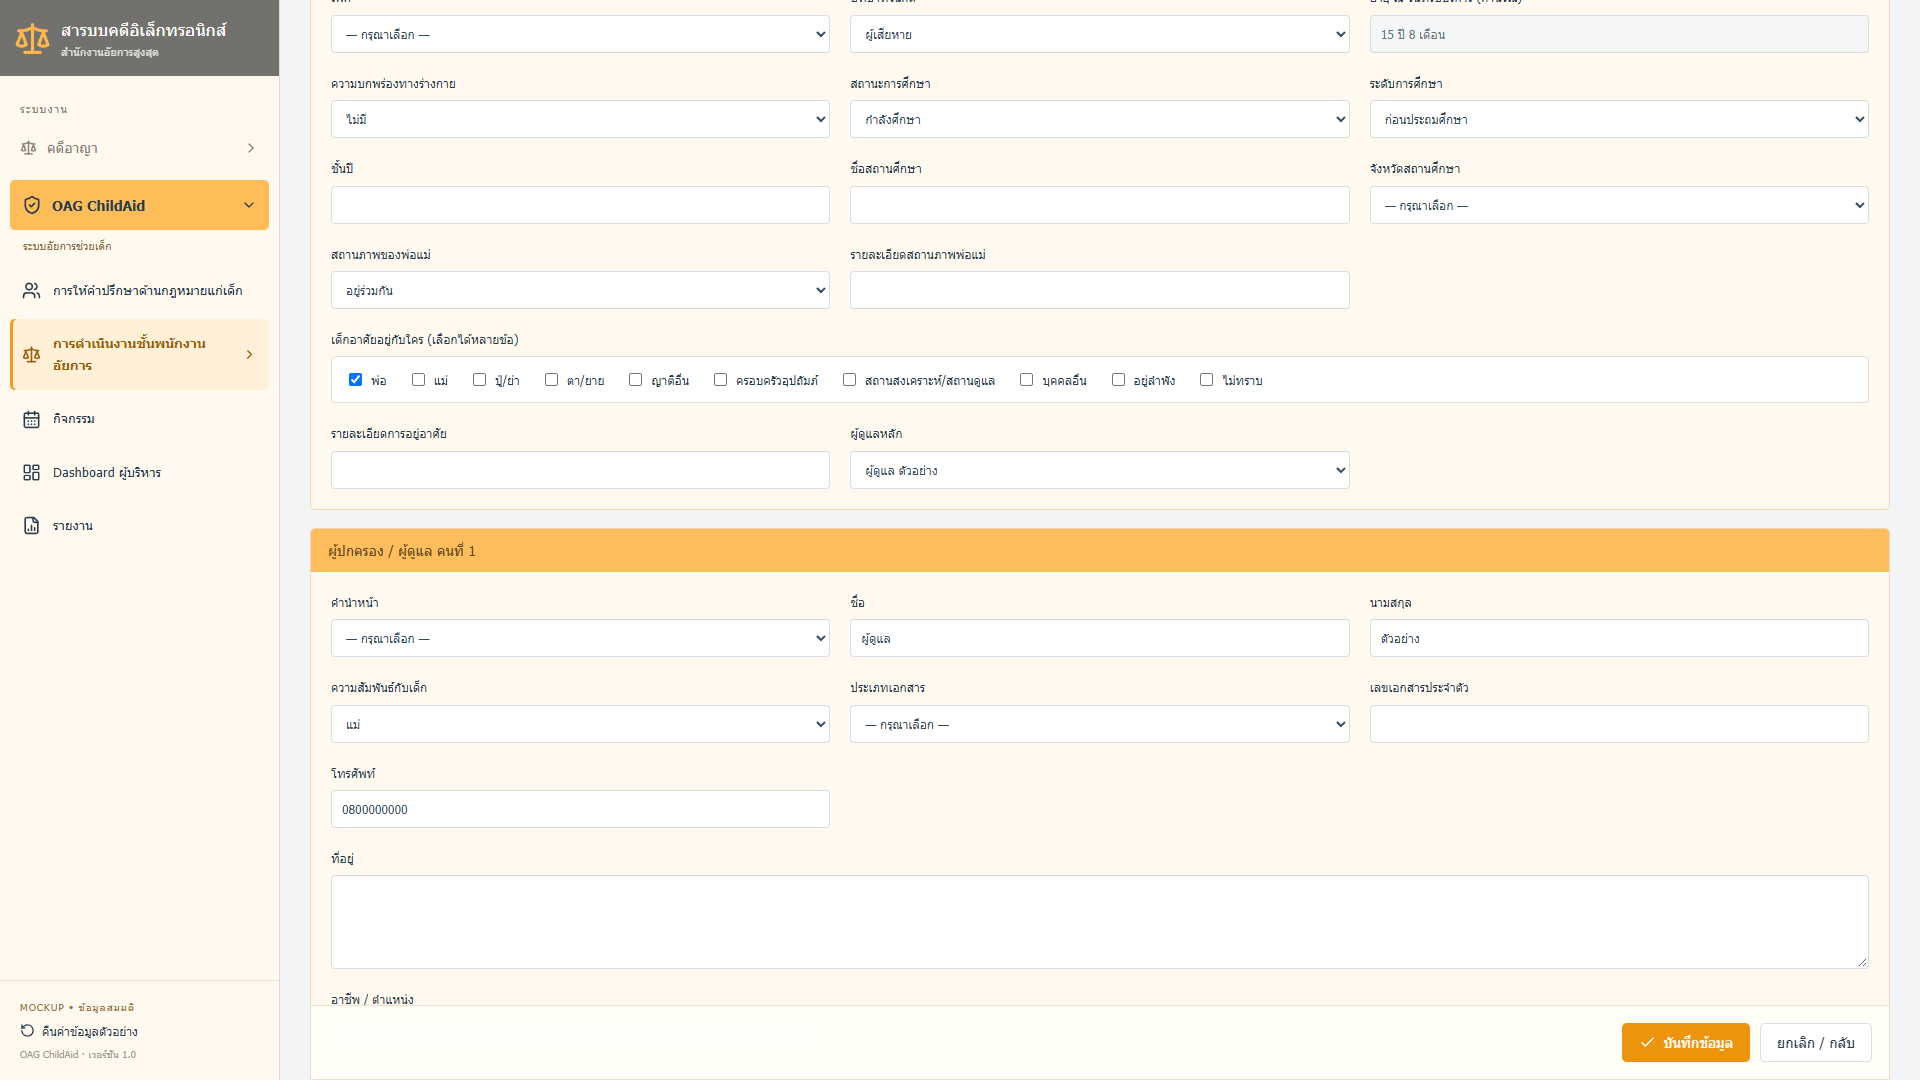 สารบบคดีอิเล็กทรอนิกส์
สำนักงานอัยการสูงสุด
ระบบงาน
คดีอาญา
OAG ChildAid
ระบบอัยการช่วยเด็ก
การให้คำปรึกษาด้านกฎหมายแก่เด็ก
การดำเนินงานชั้นพนักงาน
อัยการ
กิจกรรม
Dashboard ผู้บริหาร
รายงาน
MOCKUP • ข้อมูลสมมติ
คืนค่าข้อมูลตัวอย่าง
OAG ChildAid · เวอร์ชัน 1.0
— กรุณาเลือก —
ผู้เสียหาย
15 ปี 8 เดือน
ความบกพร่องทางร่างกาย
สถานะการศึกษา
ระดับการศึกษา
ไม่มี
กำลังศึกษา
ก่อนประถมศึกษา
ชั้นปี
ชื่อสถานศึกษา
จังหวัดสถานศึกษา
— กรุณาเลือก —
สถานภาพของพ่อแม่
รายละเอียดสถานภาพพ่อแม่
อยู่ร่วมกัน
เด็กอาศัยอยู่กับใคร (เลือกได้หลายข้อ)
พ่อ แม่ ปู่/ย่า ตา/ยาย ญาติอื่น ครอบครัวอุปถัมภ์ สถานสงเคราะห์/สถานดูแล บุคคลอื่น อยู่ลำพัง ไม่ทราบ
รายละเอียดการอยู่อาศัย
ผู้ดูแลหลัก
ผู้ดูแล ตัวอย่าง
ผู้ปกครอง / ผู้ดูแล คนที่ 1
คำนำหน้า
ชื่อ
นามสกุล
— กรุณาเลือก —
ผู้ดูแล
ตัวอย่าง
ความสัมพันธ์กับเด็ก
ประเภทเอกสาร
เลขเอกสารประจำตัว
แม่
— กรุณาเลือก —
โทรศัพท์
0800000000
ที่อยู่
อาชีพ / ตำแหน่ง
บันทึกข้อมูล
ยกเลิก / กลับ